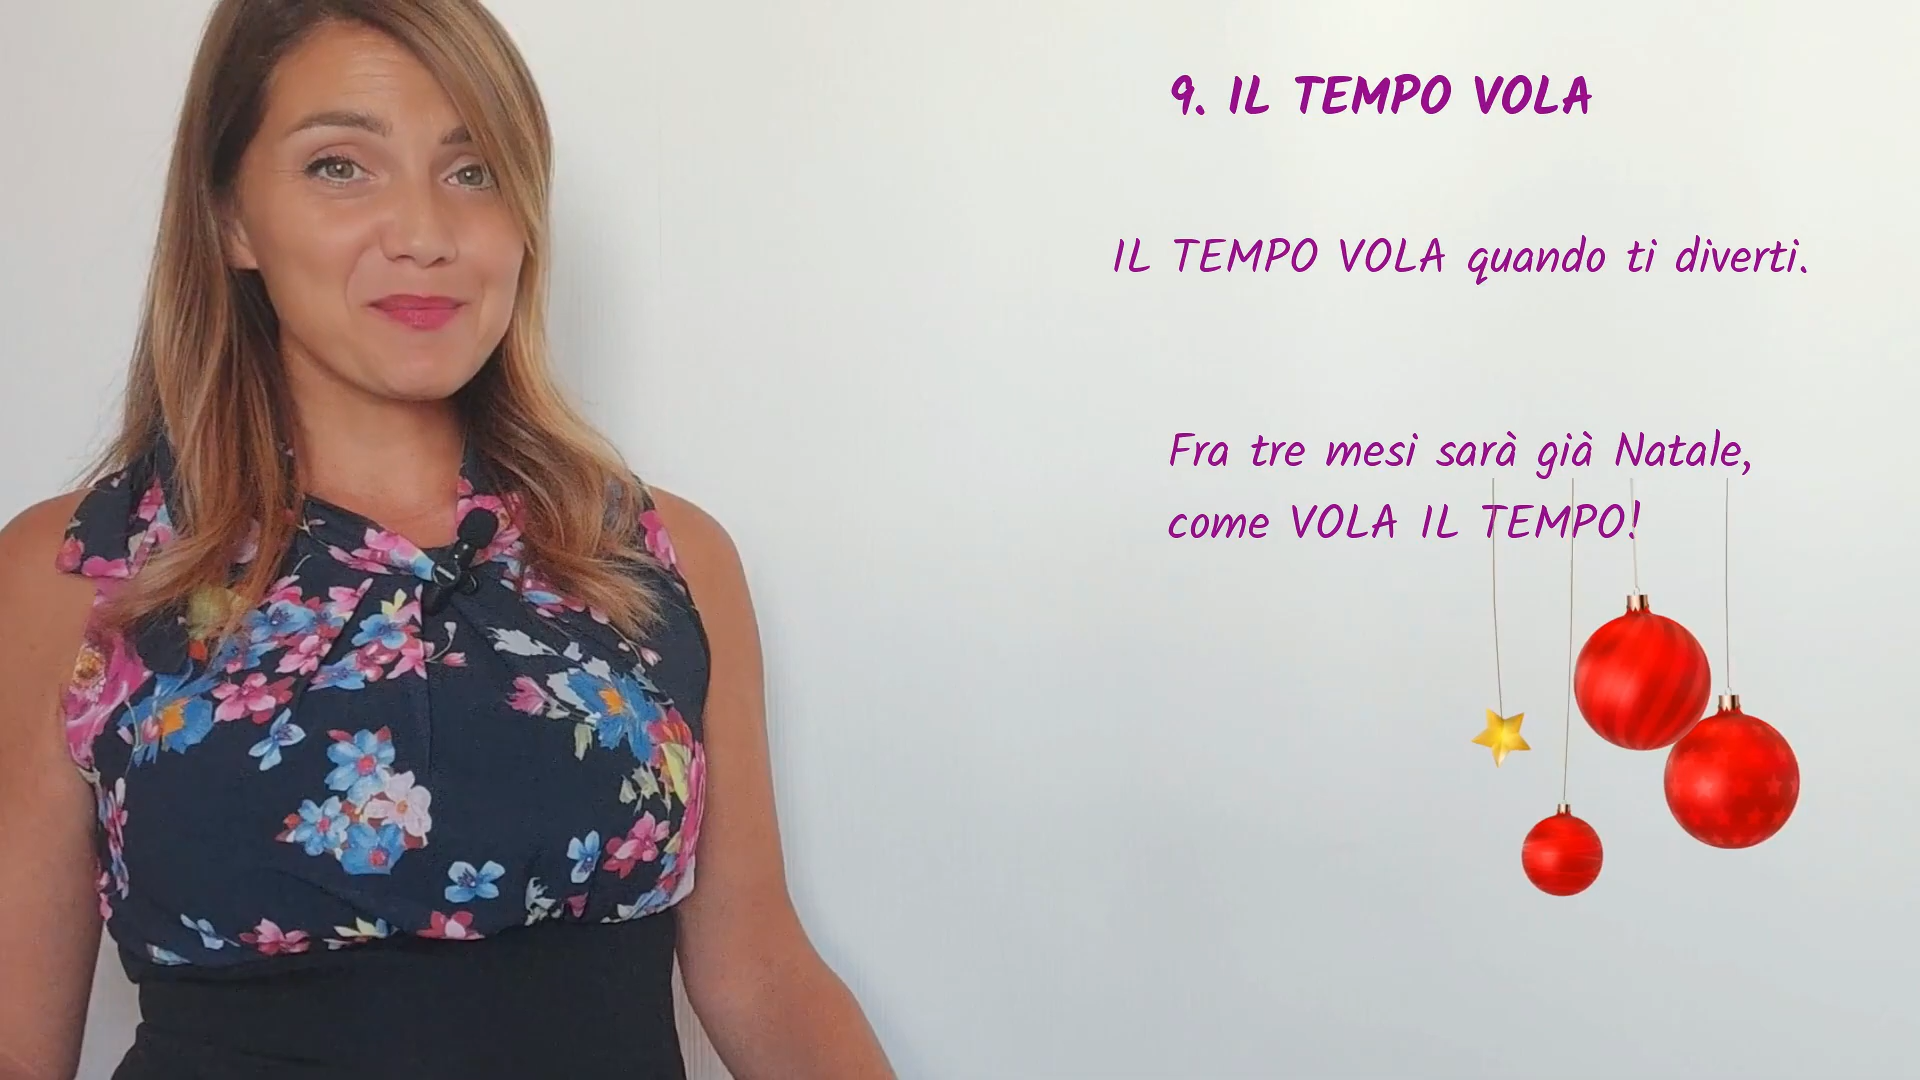 9. IL TEMPO VOLA
IL TEMPO VOLA quando ti diverti.
Fra tre mesi sarà già Natale,
come VOLA IL TEMPO!